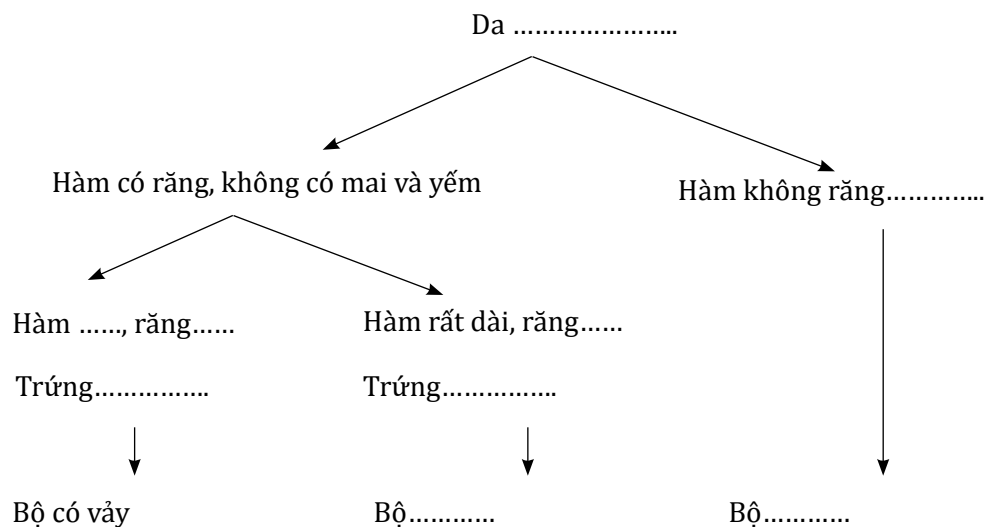 Da …………………..
Hàm có răng, không có mai và yếm
Hàm không răng…………..
Hàm ……, răng……
Hàm rất dài, răng……
Trứng……………..
Trứng……………..
Bộ có vảy
Bộ…………
Bộ…………